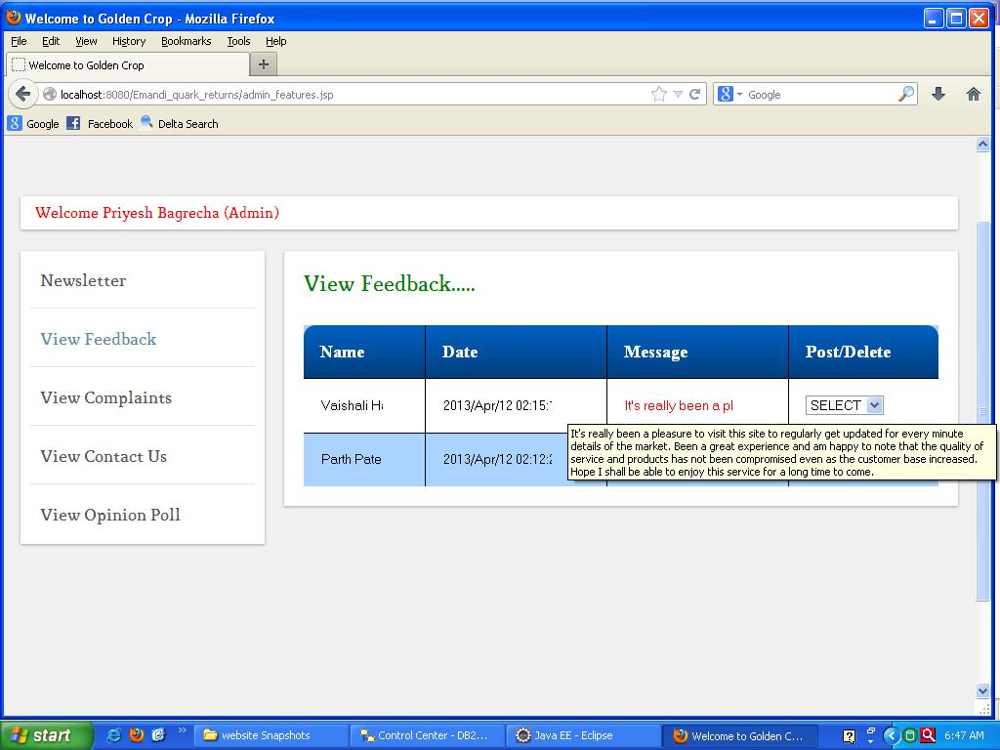 Welcome to Golden Crop - Mozilla Firefox
File Edit View History Bookmarks Tools Help
Welcome to Golden Crop
localhost:8080/Emandi_quark_returns/admin_features.jsp Google
Google Facebook Delta Search
Welcome Priyesh Bagrecha (Admin)
Newsletter
View Feedback
View Complaints
View Contact Us
View Opinion Poll
View Feedback.....
Name Date Message Post/Delete
Vaishali 2013/Apr/12 02:15: It's really been a pl SELECT
Parth Pate 2013/Apr/12 02:12:
It's really been a pleasure to visit this site to regularly get updated for every minute
details of the market. Been a great experience and am happy to note that the quality of
service and products has not been compromised even as the customer base increased.
Hope I shall be able to enjoy this service for a long time to come.
start website Snapshots Control Center - DB2... Java EE - Eclipse Welcome to Golden C... 6:47 AM